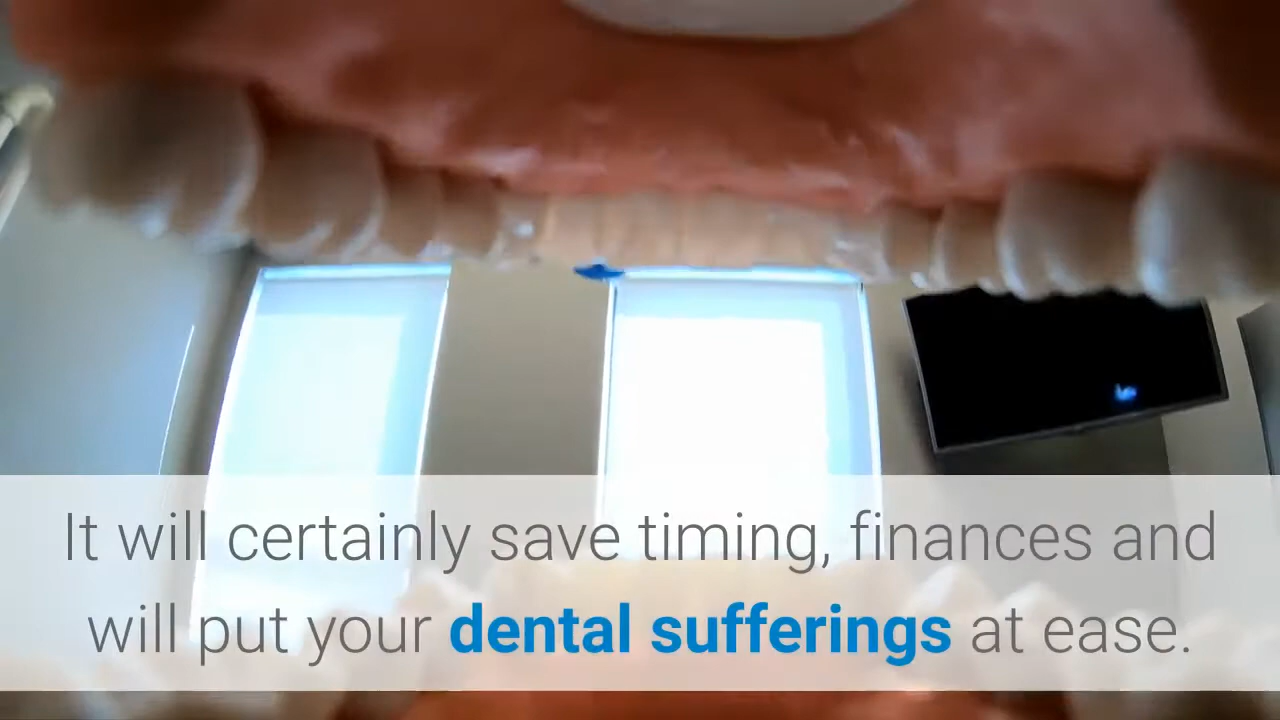 It will certainly save timing, finances and
will put your dental sufferings at ease.